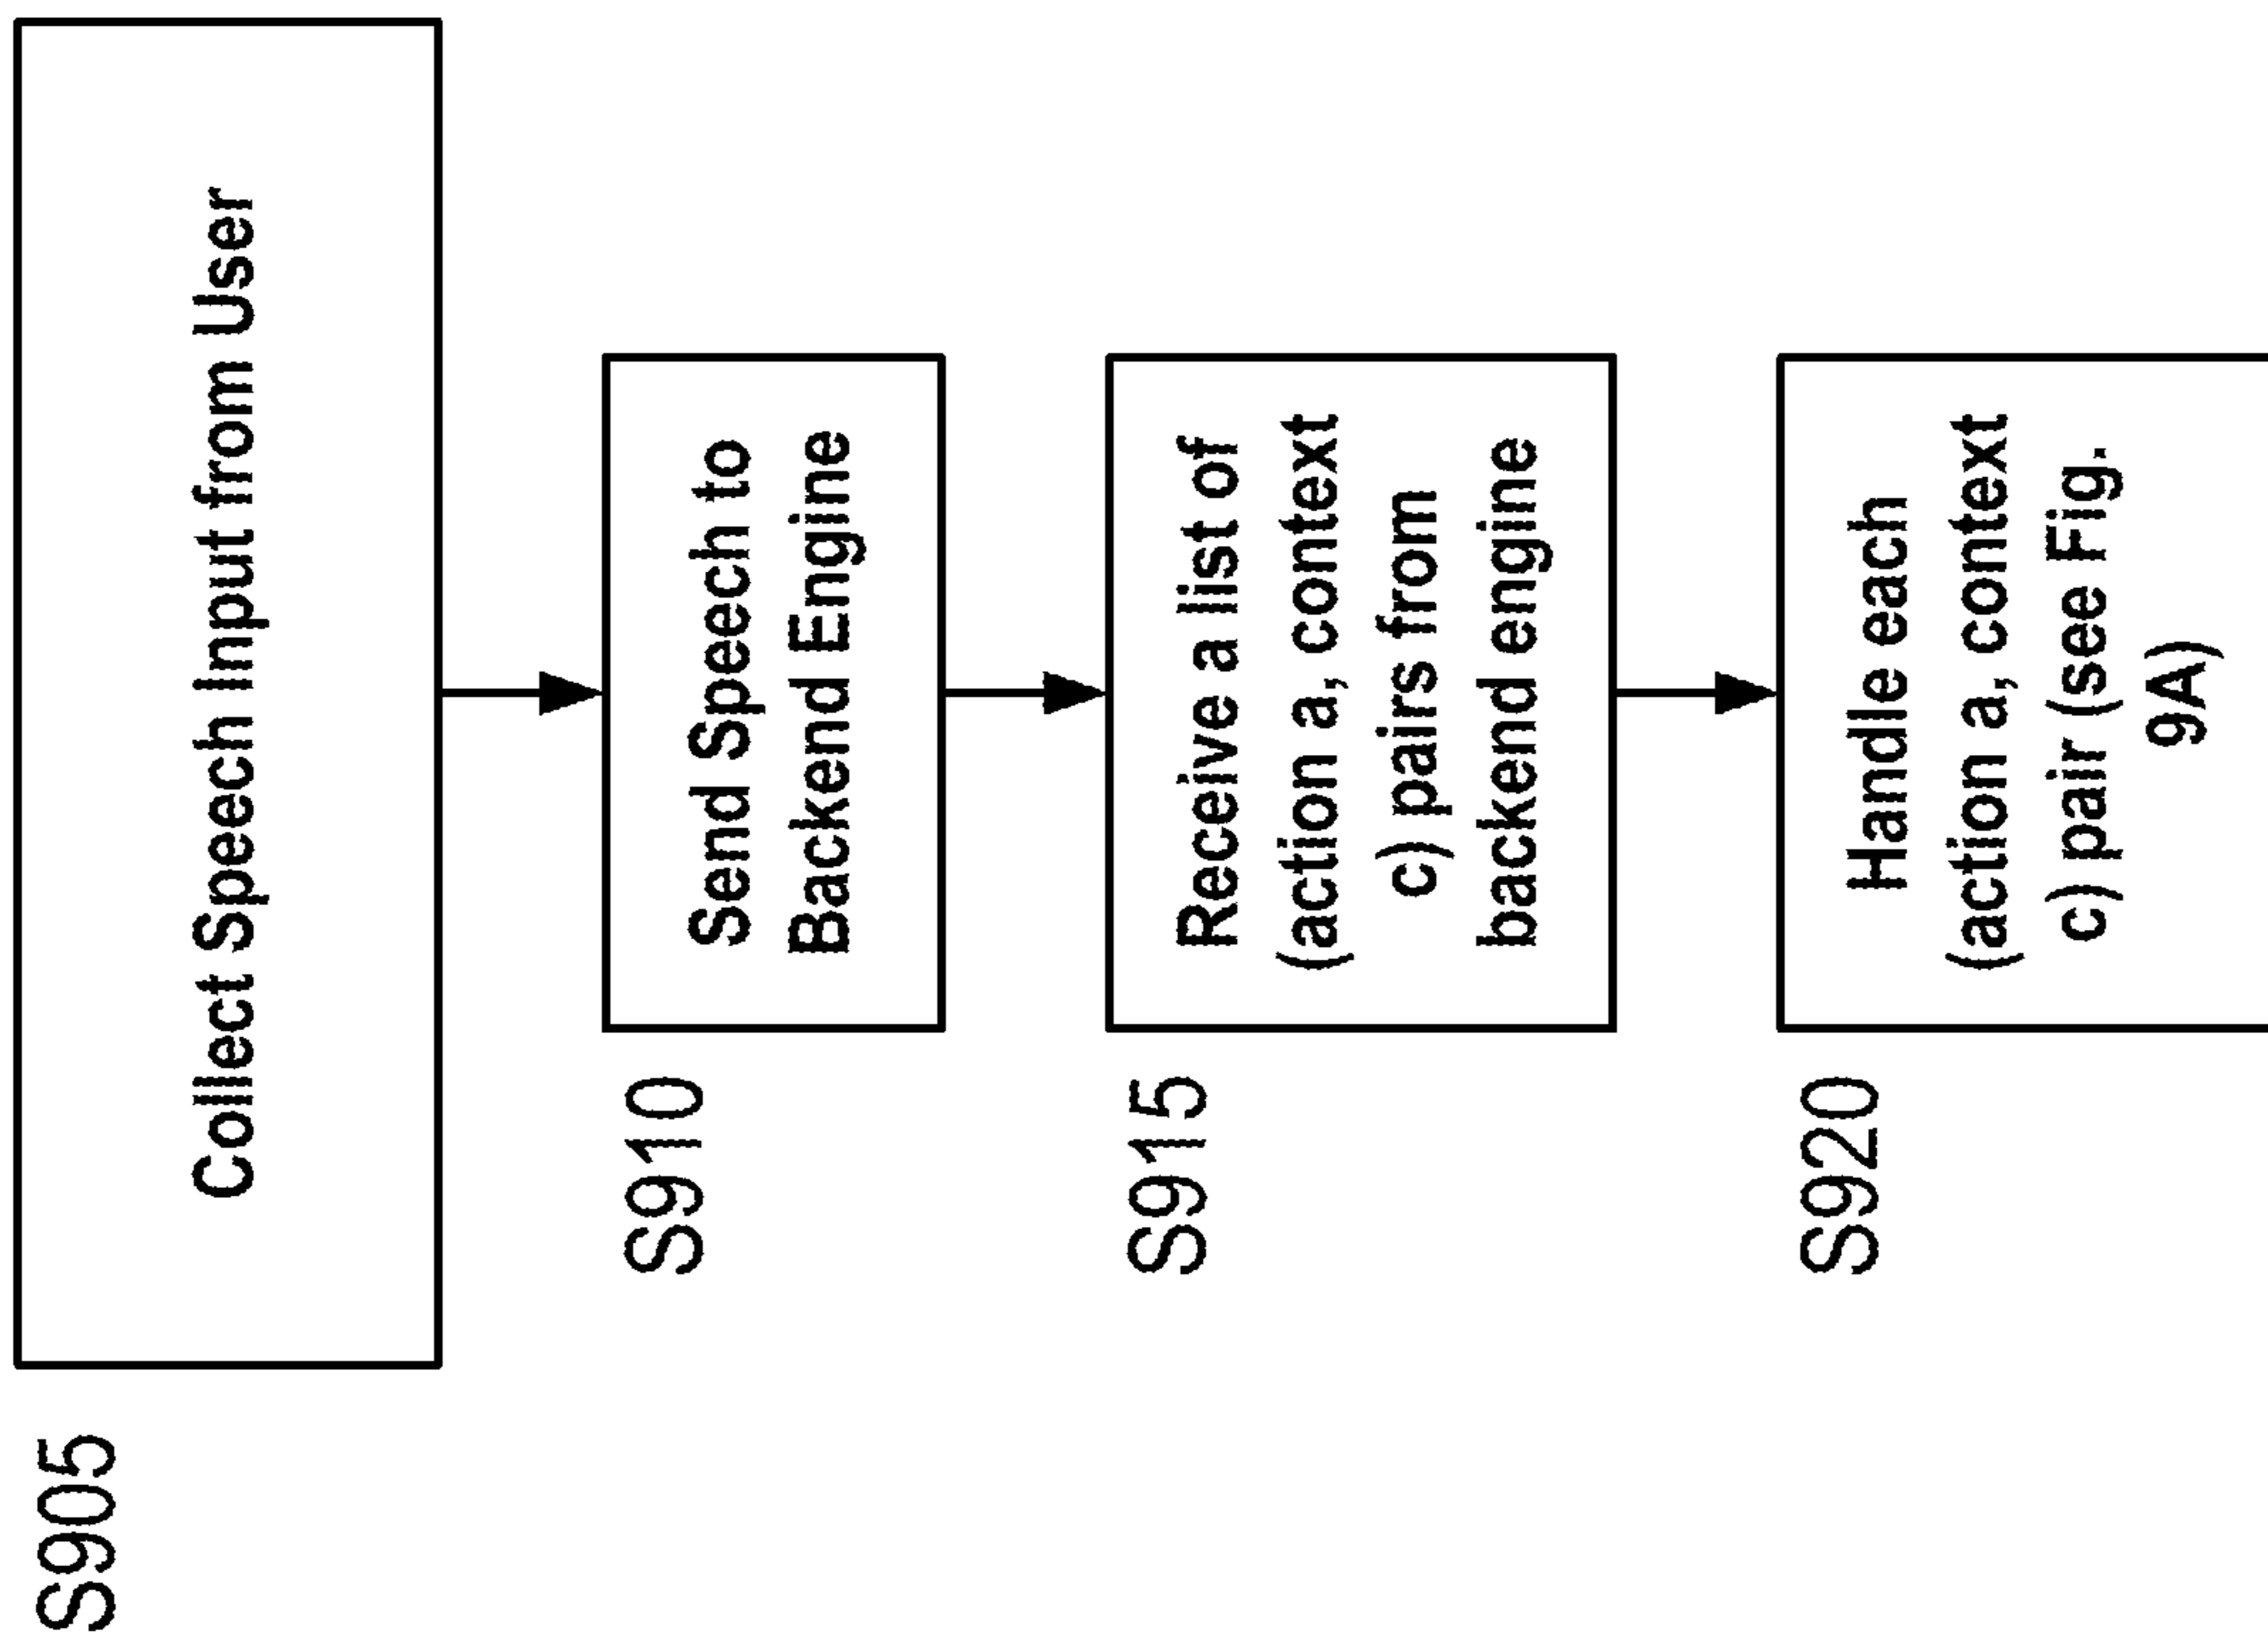 S905
Collect Speech Input from User
S910
Send Speech to
Backend Engine
S915
Receive a list of
(action a, context
c) pairs from
backend engine
S920
Handle each
(action a, context
c) pair (see Fig.
9A)